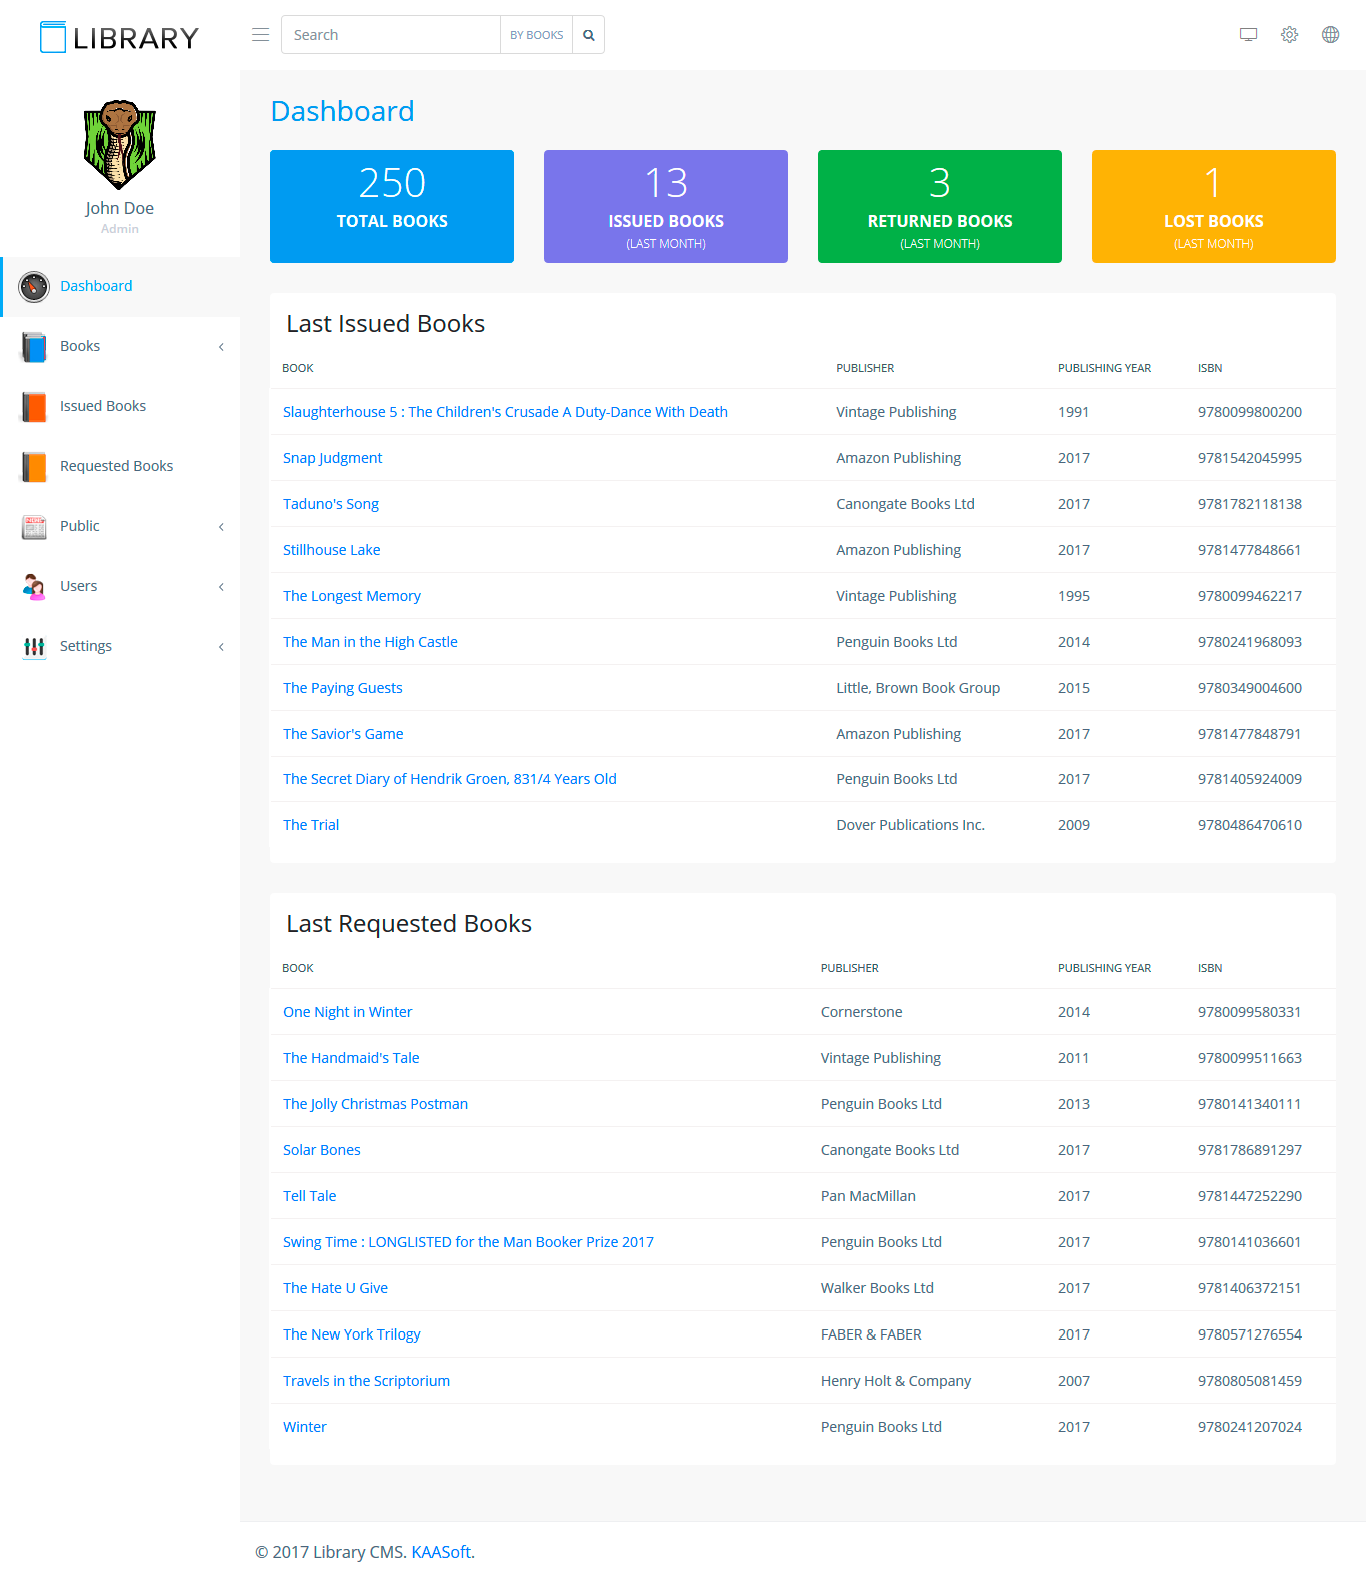 LIBRARY
Search BY BOOKS
John Doe
Admin
Dashboard
Books
Issued Books
Requested Books
Public
Users
Settings
Dashboard
250
TOTAL BOOKS
13
ISSUED BOOKS
(LAST MONTH)
3
RETURNED BOOKS
(LAST MONTH)
1
LOST BOOKS
(LAST MONTH)
Last Issued Books
BOOK PUBLISHER PUBLISHING YEAR ISBN
Slaughterhouse 5 : The Children's Crusade A Duty-Dance With Death Vintage Publishing 1991 9780099800200
Snap Judgment Amazon Publishing 2017 9781542045995
Taduno's Song Canongate Books Ltd 2017 9781782118138
Stillhouse Lake Amazon Publishing 2017 9781477848661
The Longest Memory Vintage Publishing 1995 9780099462217
The Man in the High Castle Penguin Books Ltd 2014 9780241968093
The Paying Guests Little, Brown Book Group 2015 9780349004600
The Savior's Game Amazon Publishing 2017 9781477848791
The Secret Diary of Hendrik Groen, 831/4 Years Old Penguin Books Ltd 2017 9781405924009
The Trial Dover Publications Inc. 2009 9780486470610
Last Requested Books
BOOK PUBLISHER PUBLISHING YEAR ISBN
One Night in Winter Cornerstone 2014 9780099580331
The Handmaid's Tale Vintage Publishing 2011 9780099511663
The Jolly Christmas Postman Penguin Books Ltd 2013 9780141340111
Solar Bones Canongate Books Ltd 2017 9781786891297
Tell Tale Pan MacMillan 2017 9781447252290
Swing Time : LONGLISTED for the Man Booker Prize 2017 Penguin Books Ltd 2017 9780141036601
The Hate U Give Walker Books Ltd 2017 9781406372151
The New York Trilogy FABER & FABER 2017 9780571276554
Travels in the Scriptorium Henry Holt & Company 2007 9780805081459
Winter Penguin Books Ltd 2017 9780241207024
© 2017 Library CMS. KAASoft.